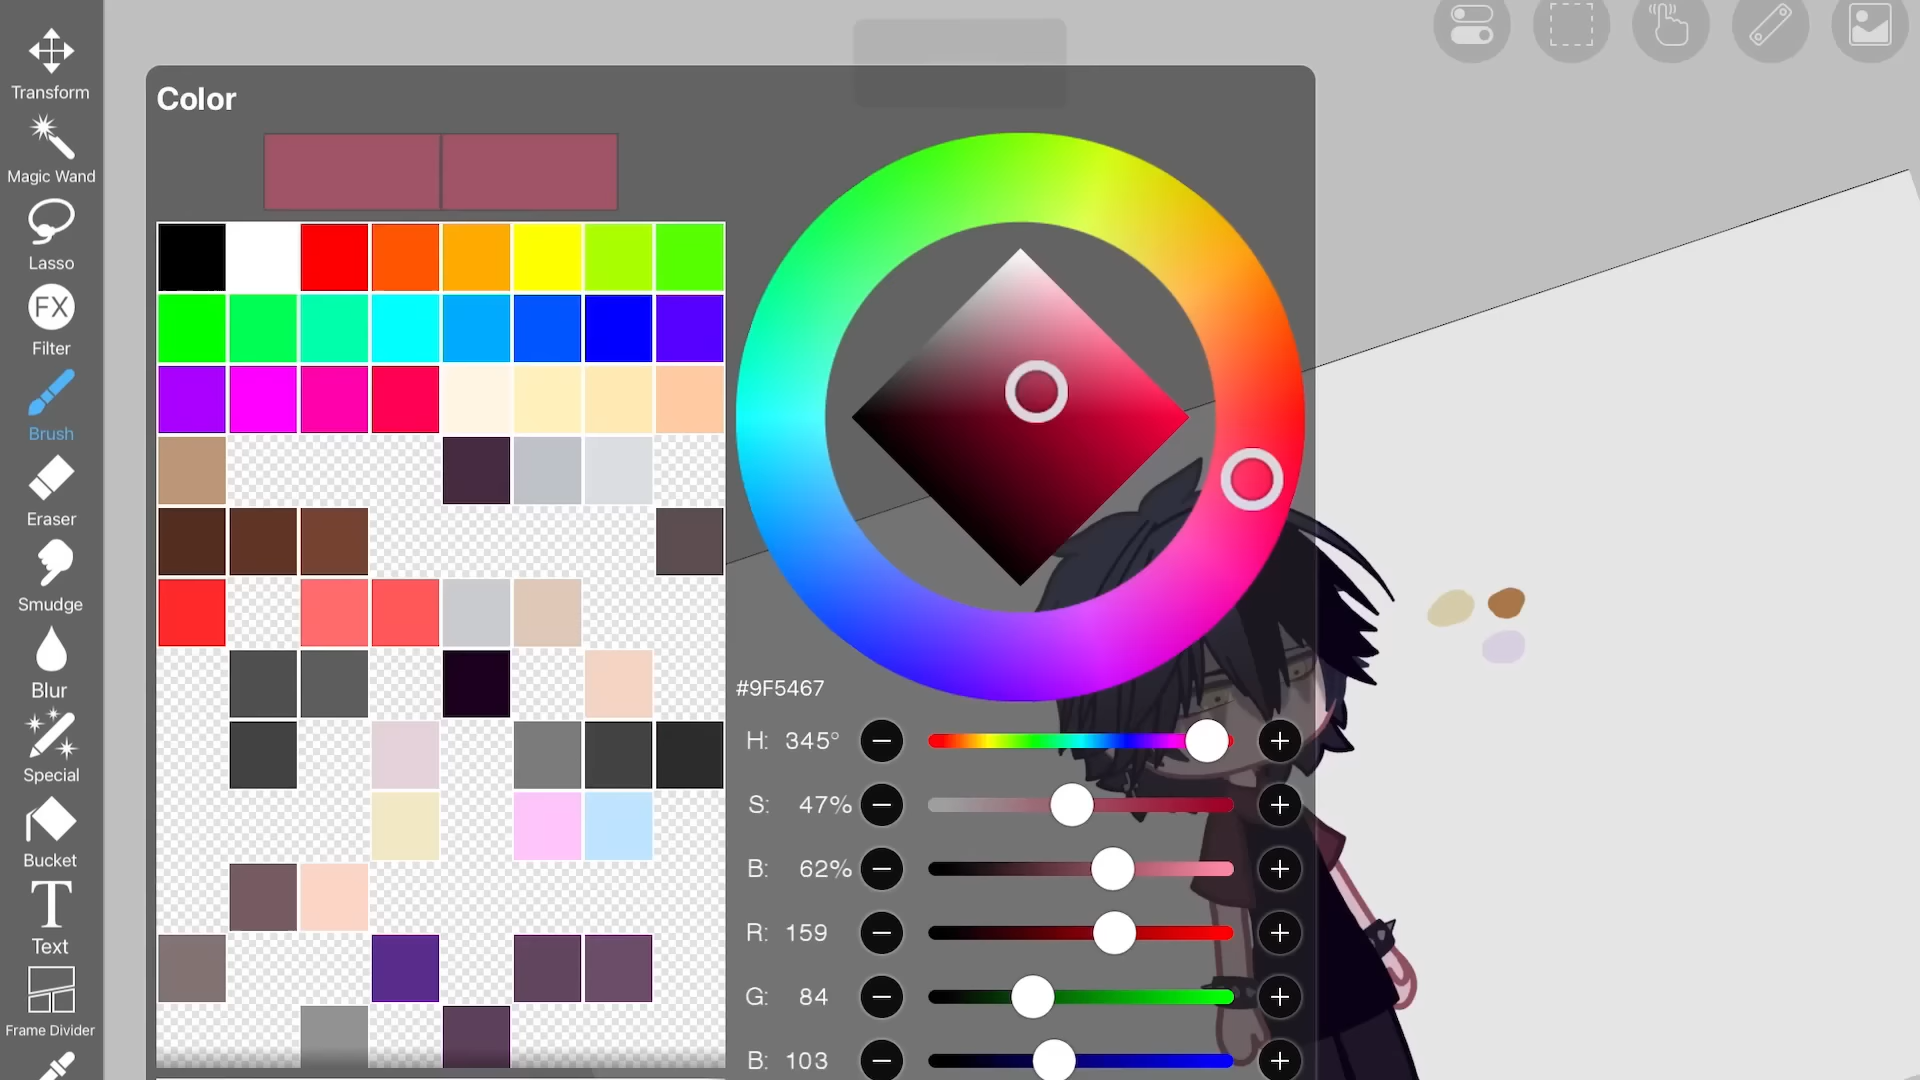 Transform
Magic Wand
Lasso
FX
Filter
Brush
Eraser
Smudge
Blur
Special
Bucket
T
Text
Frame Divider
Color
#9F5467
H: 345°
S: 47%
B: 62%
R: 159
G: 84
B: 103